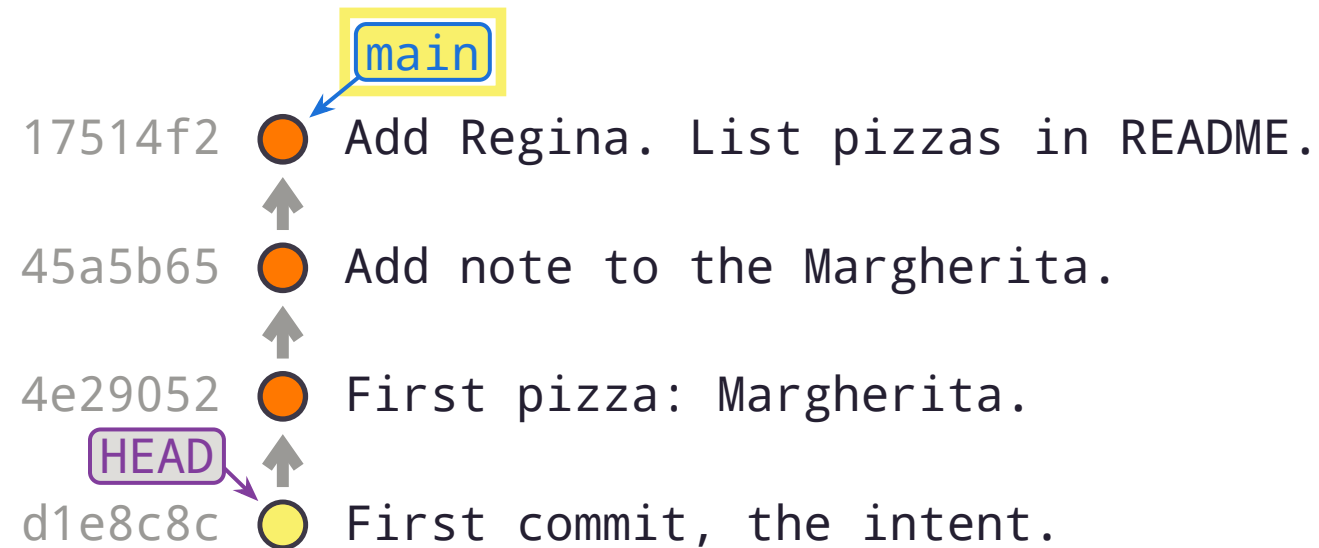 main
17514f2 Add Regina. List pizzas in README.
45a5b65 Add note to the Margherita.
4e29052 First pizza: Margherita.
HEAD
d1e8c8c First commit, the intent.